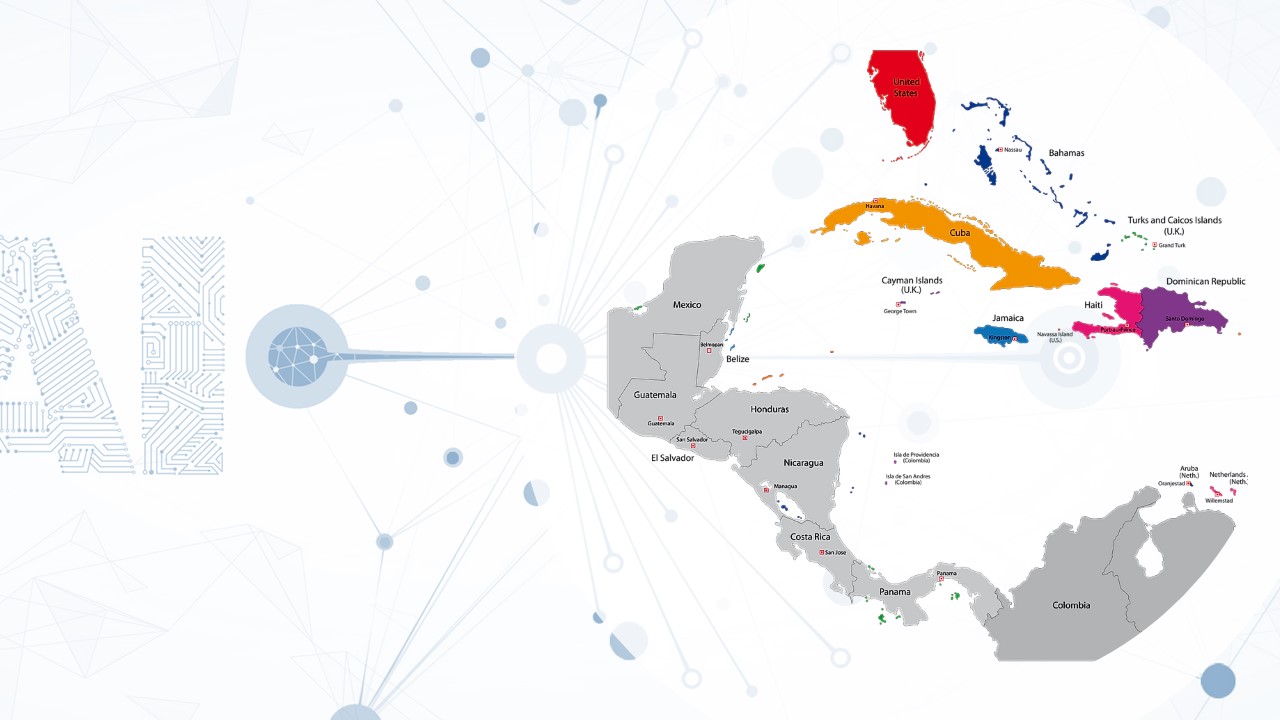 AI
United
States
Nassau
Bahamas
Havana
Cuba
Turks and Caicos Islands
(U.K.)
Grand Turk
Cayman Islands
(U.K.)
George Town
Dominican Republic
Haiti
Port-au-Prince
Santo Domingo
Jamaica
Kingston
Navassa Island
(U.S.)
Mexico
Belmopan
Belize
Guatemala
Guatemala
Honduras
Tegucigalpa
San Salvador
El Salvador
Nicaragua
Managua
Isla de Providencia
(Colombia)
Isla de San Andres
(Colombia)
Aruba
(Neth.)
Oranjestad
Netherlands
(Neth.
Willemstad
Costa Rica
San Jose
Panama
Panama
Colombia